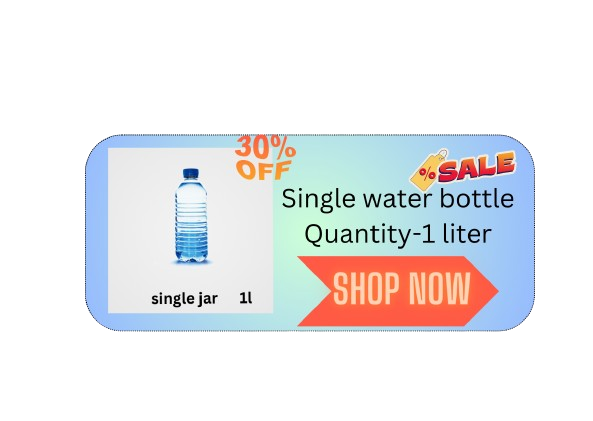 30%
OFF
% SALE
Single water bottle
Quantity-1 liter
SHOP NOW
single jar 1l